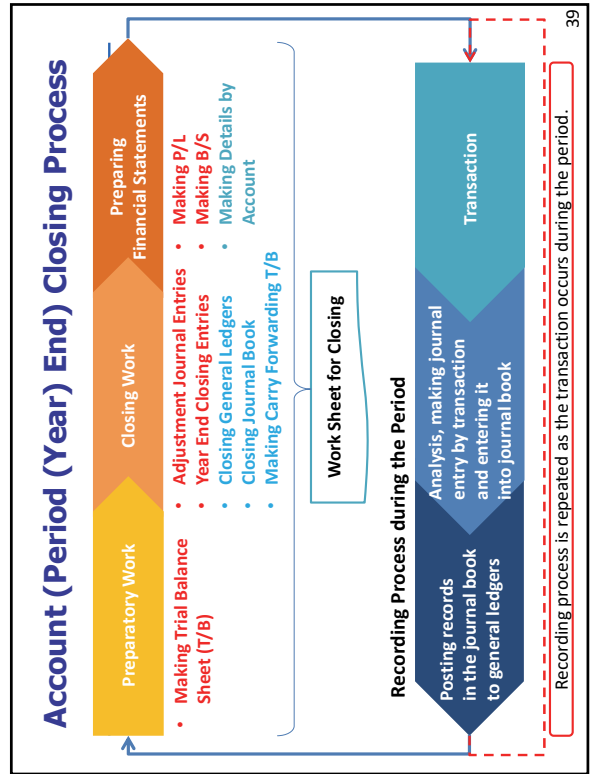 Account (Period (Year) End) Closing Process
Preparatory Work
Closing Work
Preparing
Financial Statements
• Making Trial Balance
Sheet (T/B)
• Adjustment Journal Entries
• Year End Closing Entries
• Closing General Ledgers
• Closing Journal Book
• Making Carry Forwarding T/B
• Making P/L
• Making B/S
• Making Details by
Account
Work Sheet for Closing
Recording Process during the Period
Posting records
in the journal book
to general ledgers
Analysis, making journal
entry by transaction
and entering it
into journal book
Transaction
Recording process is repeated as the transaction occurs during the period.
39